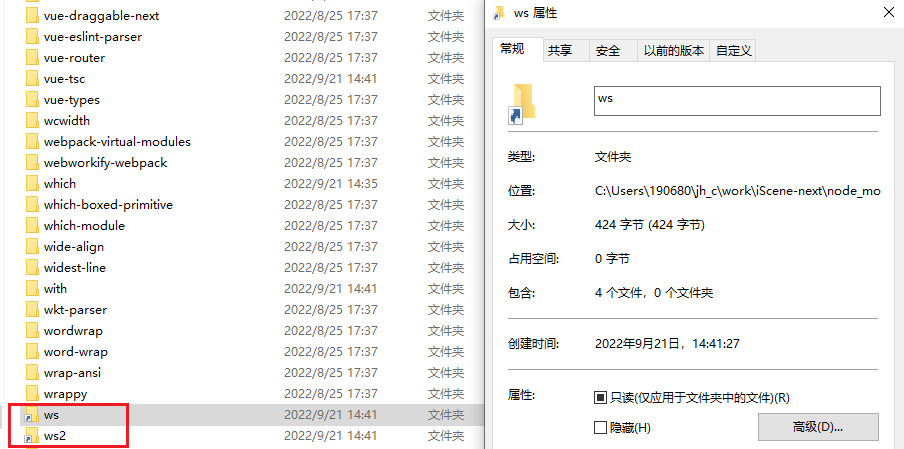 vue-draggable-next 2022/8/25 17:37 文件夹
vue-eslint-parser 2022/8/25 17:37 文件夹
vue-router 2022/8/25 17:37 文件夹
vue-tsc 2022/9/21 14:41 文件夹
vue-types 2022/8/25 17:37 文件夹
wcwidth 2022/8/25 17:37 文件夹
webpack-virtual-modules 2022/8/25 17:37 文件夹
webworkify-webpack 2022/8/25 17:37 文件夹
which 2022/9/21 14:35 文件夹
which-boxed-primitive 2022/8/25 17:37 文件夹
which-module 2022/8/25 17:37 文件夹
wide-align 2022/8/25 17:37 文件夹
widest-line 2022/8/25 17:37 文件夹
with 2022/9/21 14:41 文件夹
wkt-parser 2022/8/25 17:37 文件夹
wordwrap 2022/8/25 17:37 文件夹
word-wrap 2022/8/25 17:37 文件夹
wrap-ansi 2022/8/25 17:37 文件夹
wrappy 2022/8/25 17:37 文件夹
ws 2022/9/21 14:41 文件夹
ws2 2022/9/21 14:41 文件夹
ws 属性
常规 共享 安全 以前的版本 自定义
ws
类型: 文件夹
位置: C:\Users\190680\jh_c\work\iScene-next\node_mo
大小: 424 字节 (424 字节)
占用空间: 0 字节
包含: 4 个文件，0 个文件夹
创建时间: 2022年9月21日，14:41:27
属性: 只读(仅应用于文件夹中的文件)(R)
隐藏(H) 高级(D)...